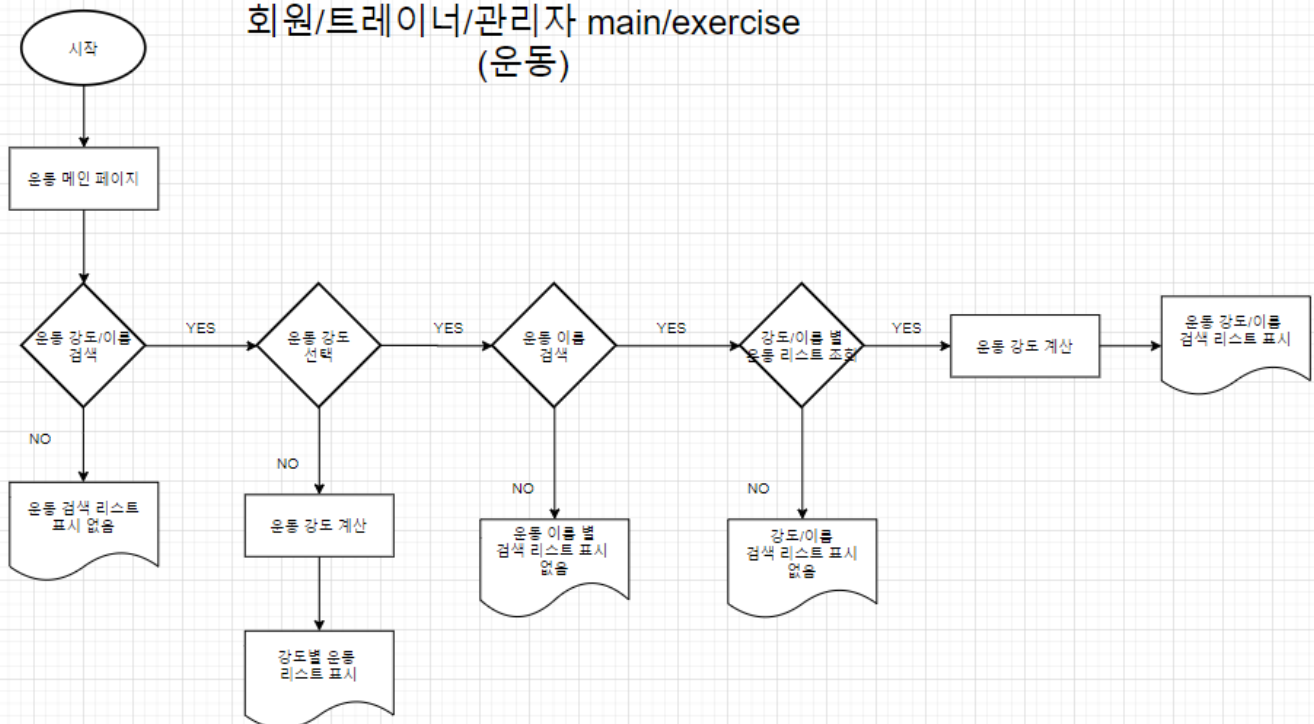 회원/트레이너/관리자 main/exercise
(운동)
시작
운동 메인 페이지
운동 강도/이름
검색
YES
운동 강도
선택
YES
운동 이름
검색
YES
강도/이름 별
운동 리스트 조회
YES
운동 강도 계산
운동 강도/이름
검색 리스트 표시
NO
운동 검색 리스트
표시 없음
NO
운동 강도 계산
강도별 운동
리스트 표시
NO
운동 이름 별
검색 리스트 표시
없음
NO
강도/이름
검색 리스트 표시
없음